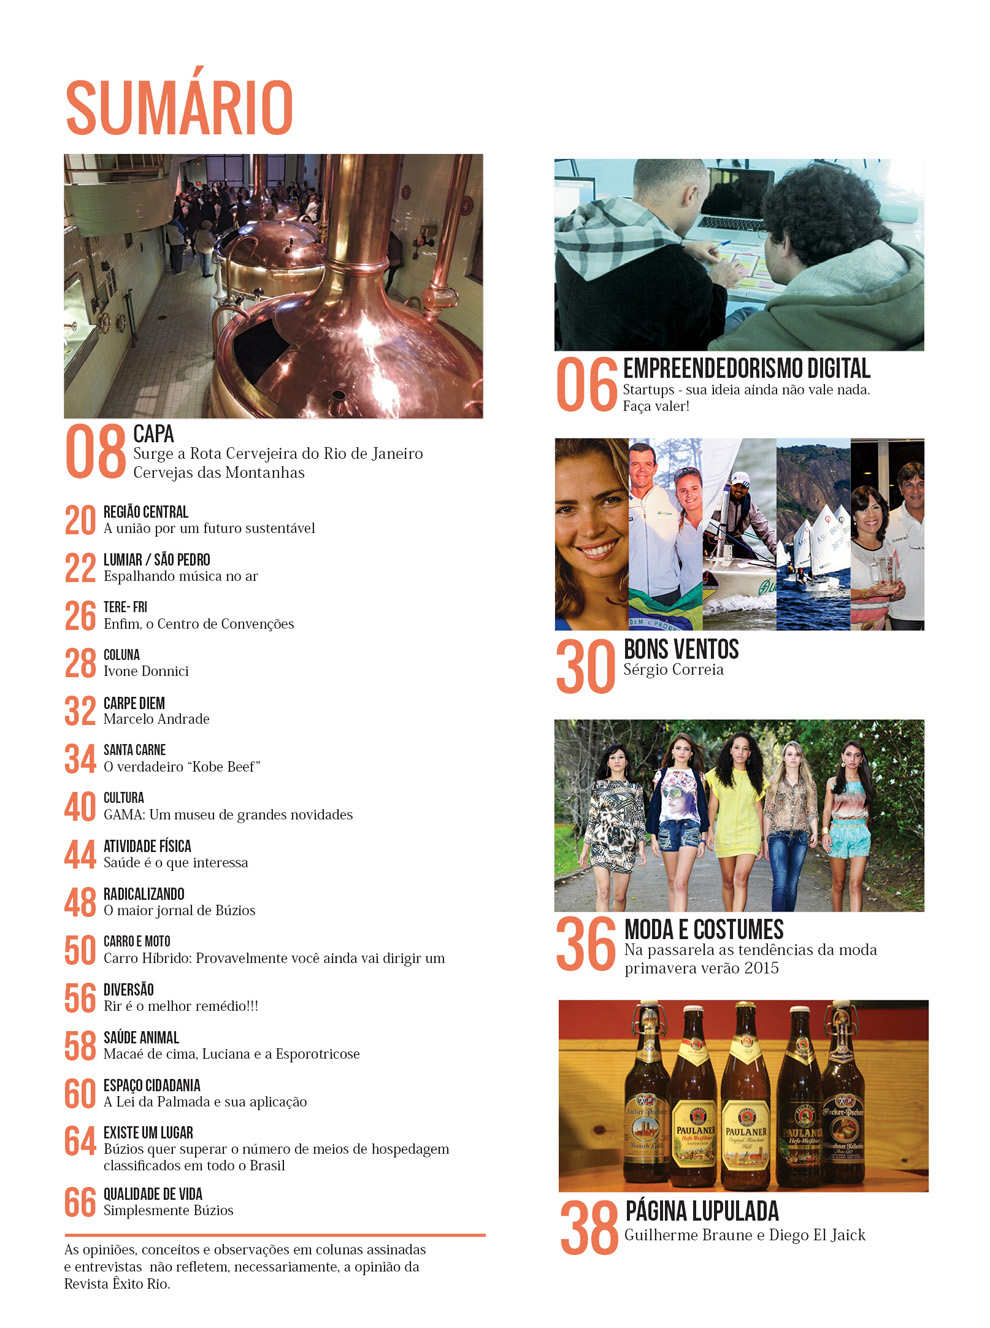 SUMÁRIO
08
CAPA
Surge a Rota Cervejeira do Rio de Janeiro
Cervejas das Montanhas
20
REGIÃO CENTRAL
A união por um futuro sustentável
22
LUMIAR / SÃO PEDRO
Espalhando música no ar
26
TERE- FRI
Enfim, o Centro de Convenções
28
COLUNA
Ivone Donnici
32
CARPE DIEM
Marcelo Andrade
34
SANTA CARNE
O verdadeiro “Kobe Beef”
40
CULTURA
GAMA: Um museu de grandes novidades
44
ATIVIDADE FÍSICA
Saúde é o que interessa
48
RADICALIZANDO
O maior jornal de Búzios
50
CARRO E MOTO
Carro Híbrido: Provavelmente você ainda vai dirigir um
56
DIVERSÃO
Rir é o melhor remédio!!!
58
SAÚDE ANIMAL
Macaé de cima, Luciana e a Esporotricose
60
ESPAÇO CIDADANIA
A Lei da Palmada e sua aplicação
64
EXISTE UM LUGAR
Búzios quer superar o número de meios de hospedagem
classificados em todo o Brasil
66
QUALIDADE DE VIDA
Simplesmente Búzios
As opiniões, conceitos e observações em colunas assinadas
e entrevistas  não refletem, necessariamente, a opinião da
Revista Êxito Rio.
06
EMPREENDEDORISMO DIGITAL
Startups - sua ideia ainda não vale nada.
Faça valer!
30
BONS VENTOS
Sérgio Correia
36
MODA E COSTUMES
Na passarela as tendências da moda
primavera verão 2015
PAULANER
PAULANER
38
PÁGINA LUPULADA
Guilherme Braune e Diego El Jaick